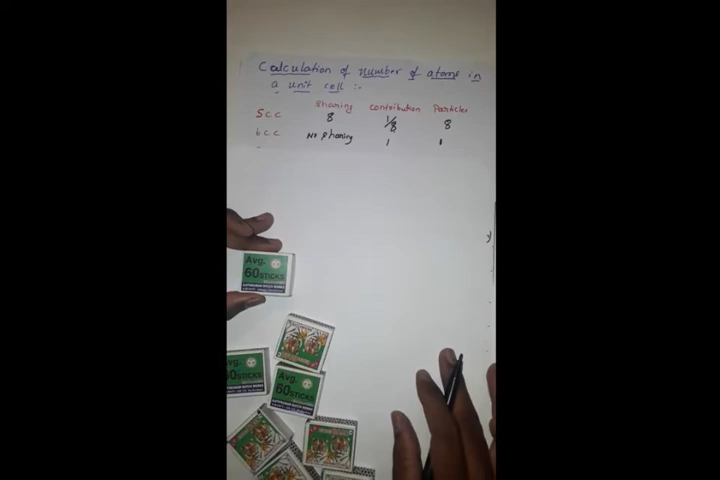 Calculation of number of atoms in
a unit cell :-
Sharing Contribution Particles
SCC 8 1/8 8
bcc No sharing 1 1
Avg.
60 STICKS
Avg.
60 STICKS
Avg.
60 STICKS